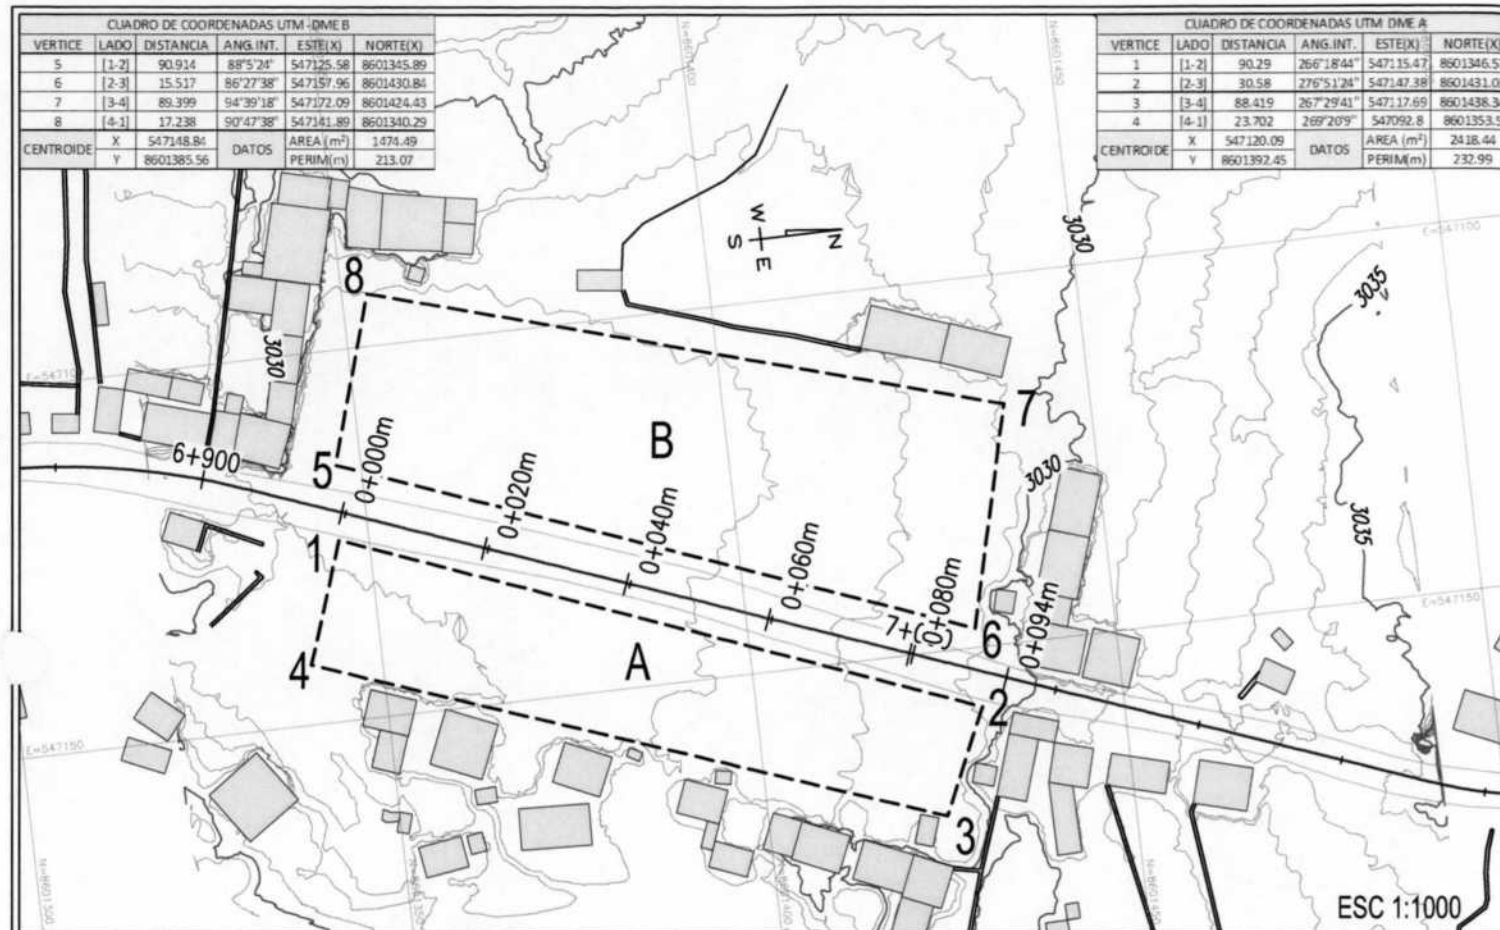 CUADRO DE COORDENADAS UTM -DME B
VERTICE LADO DISTANCIA ANG.INT. ESTE(X) NORTE(X)
5 [1-2] 90.914 88°5'24" 547125.58 8601345.89
6 [2-3] 15.517 86°27'38" 547157.96 8601430.84
7 [3-4] 89.399 94°39'18" 547172.09 8601424.43
8 [4-1] 17.238 90°47'38" 547141.89 8601340.29
CENTROIDE X 547148.84 DATOS AREA (m²) 1474.49
Y 8601385.56 PERIM(m) 213.07
CUADRO DE COORDENADAS UTM DME A
VERTICE LADO DISTANCIA ANG.INT. ESTE(X) NORTE(X)
1 [1-2] 90.29 266°18'44" 547115.47
2 [2-3] 30.58 276°51'24" 547147.38
3 [3-4] 88.419 267°29'41" 547117.69
4 [4-1] 23.702 269°20'9" 547092.8
CENTROIDE X 547120.09 DATOS AREA (m²) 2418.44
Y 8601392.45 PERIM(m) 232.99
N=8601450
W
S N
E
3030
E=547100
3035
8
3030
7
B
6+900
5
0+000m
0+020m
0+040m
0+060m
0+080m
7+(
3030
3035
0+094m
6
1
4
A
2
E=547150
E=547150
3
N=8601300
N=8601400
N=8601450
ESC 1:1000